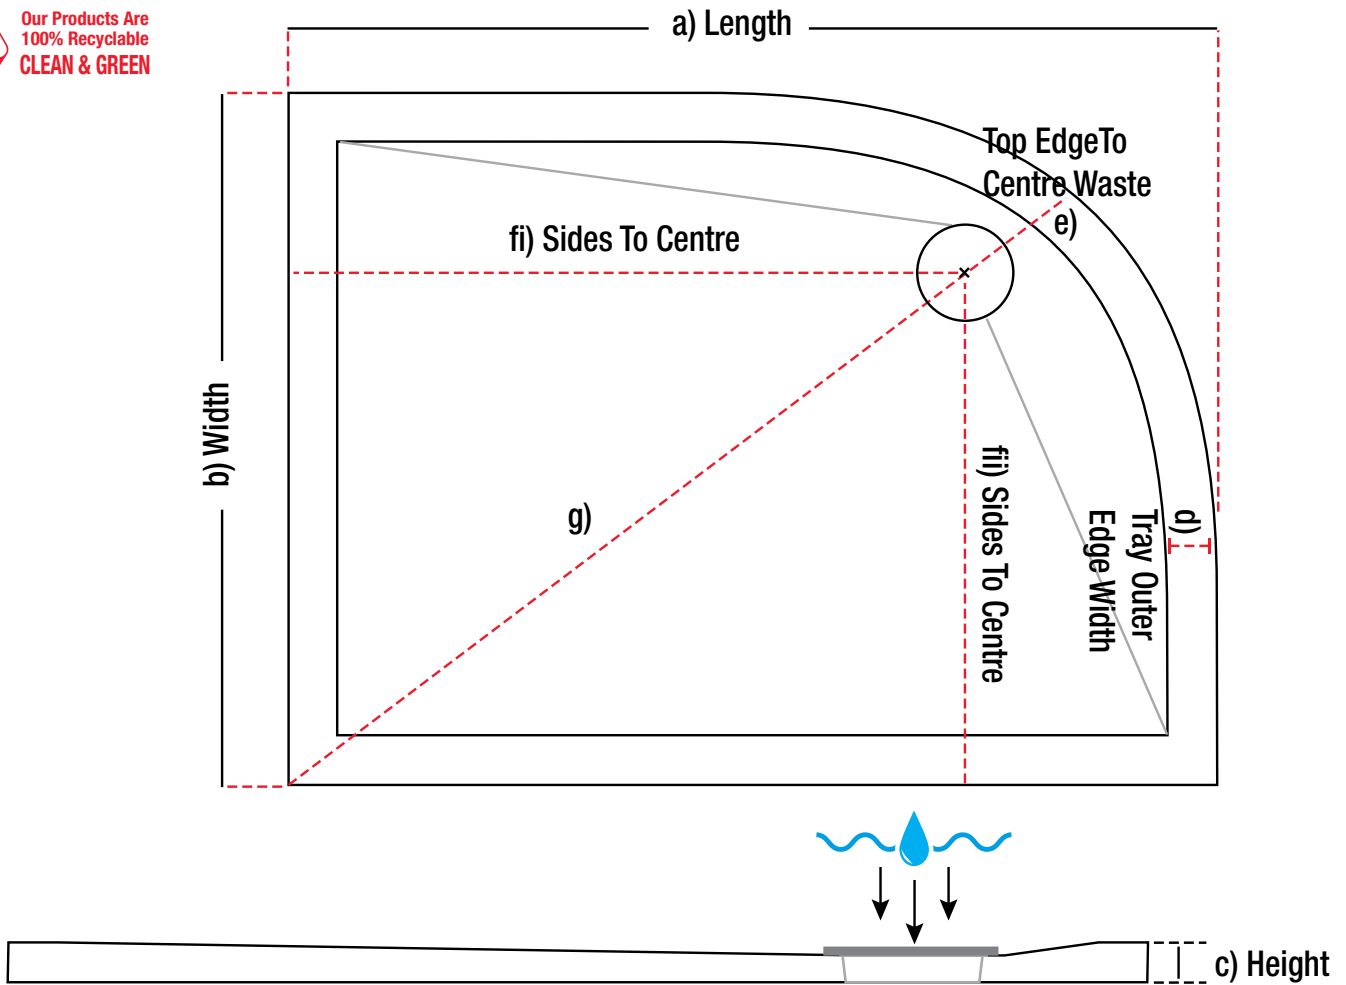 Our Products Are
100% Recyclable
CLEAN & GREEN
a) Length
Top EdgeTo
Centre Waste
e)
fi) Sides To Centre
b) Width
g)
fii) Sides To Centre
d)
Tray Outer
Edge Width
c) Height